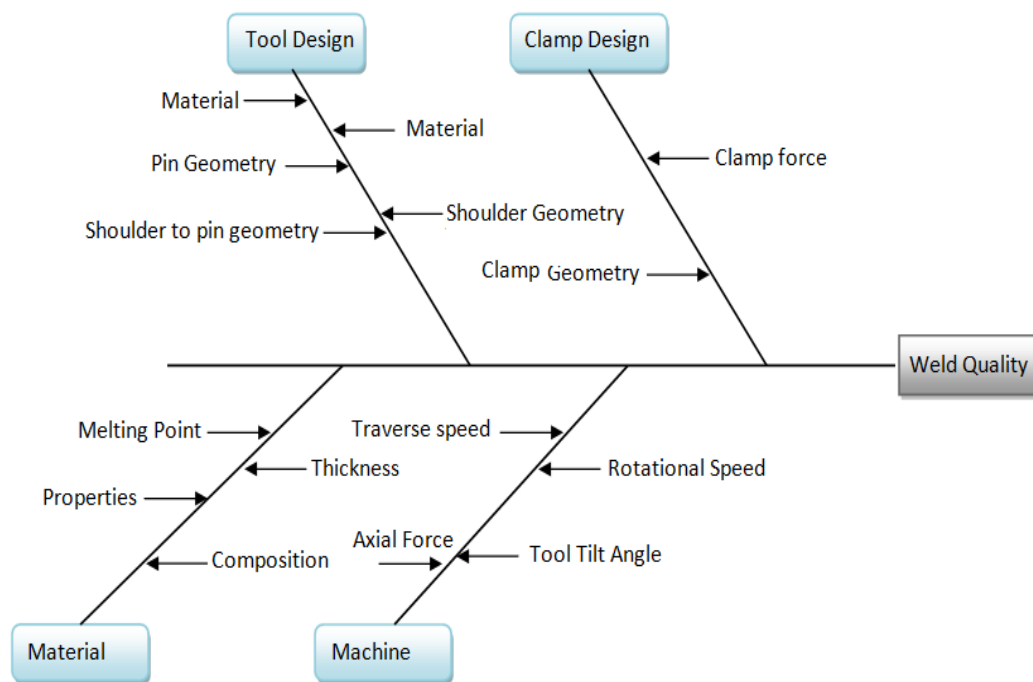 Tool Design
Clamp Design
Material
Material
Pin Geometry
Clamp force
Shoulder Geometry
Shoulder to pin geometry
Clamp Geometry
Weld Quality
Melting Point
Traverse speed
Thickness
Rotational Speed
Properties
Axial Force
Composition
Tool Tilt Angle
Material
Machine